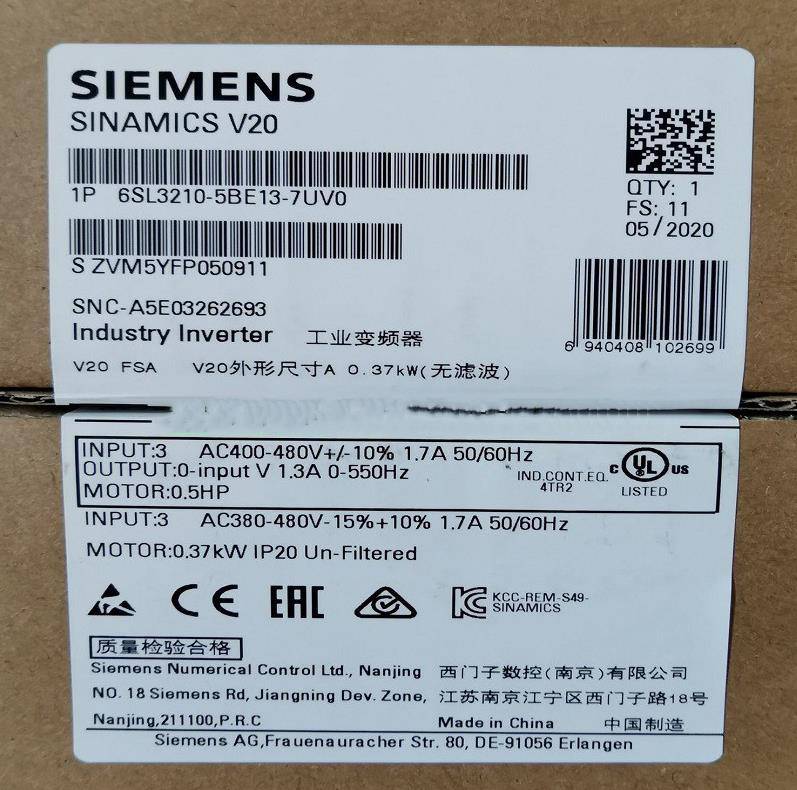 SIEMENS
SINAMICS V20
1P 6SL3210-5BE13-7UV0
QTY: 1
FS: 11
05/2020
S ZVM5YFP050911
SNC-A5E03262693
Industry Inverter 工业变频器
6 940408 102699
V20 FSA V20外形尺寸A 0.37kW(无滤波)
INPUT:3 AC400-480V+/-10% 1.7A 50/60Hz
OUTPUT:0-input V 1.3A 0-550Hz
MOTOR:0.5HP
IND.CONT.EQ.
4TR2
c UL us
LISTED
INPUT:3 AC380-480V-15%+10% 1.7A 50/60Hz
MOTOR:0.37kW IP20 Un-Filtered
CE EAC KC KCC-REM-S49-
SINAMICS
质量检验合格
Siemens Numerical Control Ltd., Nanjing 西门子数控(南京)有限公司
NO. 18 Siemens Rd, Jiangning Dev. Zone, 江苏南京江宁区西门子路18号
Nanjing,211100,P.R.C Made in China 中国制造
Siemens AG,Frauenauracher Str. 80, DE-91056 Erlangen